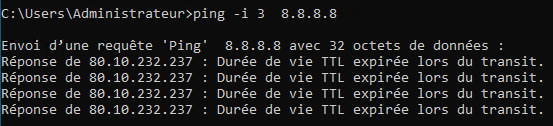 C:\Users\Administrateur>ping -i 3  8.8.8.8
Envoi d’une requête 'Ping'  8.8.8.8 avec 32 octets de données :
Réponse de 80.10.232.237 : Durée de vie TTL expirée lors du transit.
Réponse de 80.10.232.237 : Durée de vie TTL expirée lors du transit.
Réponse de 80.10.232.237 : Durée de vie TTL expirée lors du transit.
Réponse de 80.10.232.237 : Durée de vie TTL expirée lors du transit.